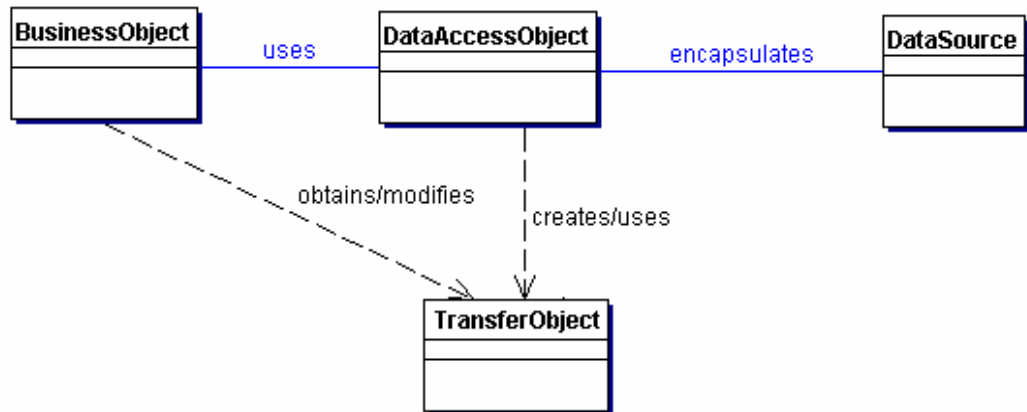 BusinessObject
uses
DataAccessObject
encapsulates
DataSource
obtains/modifies
creates/uses
TransferObject